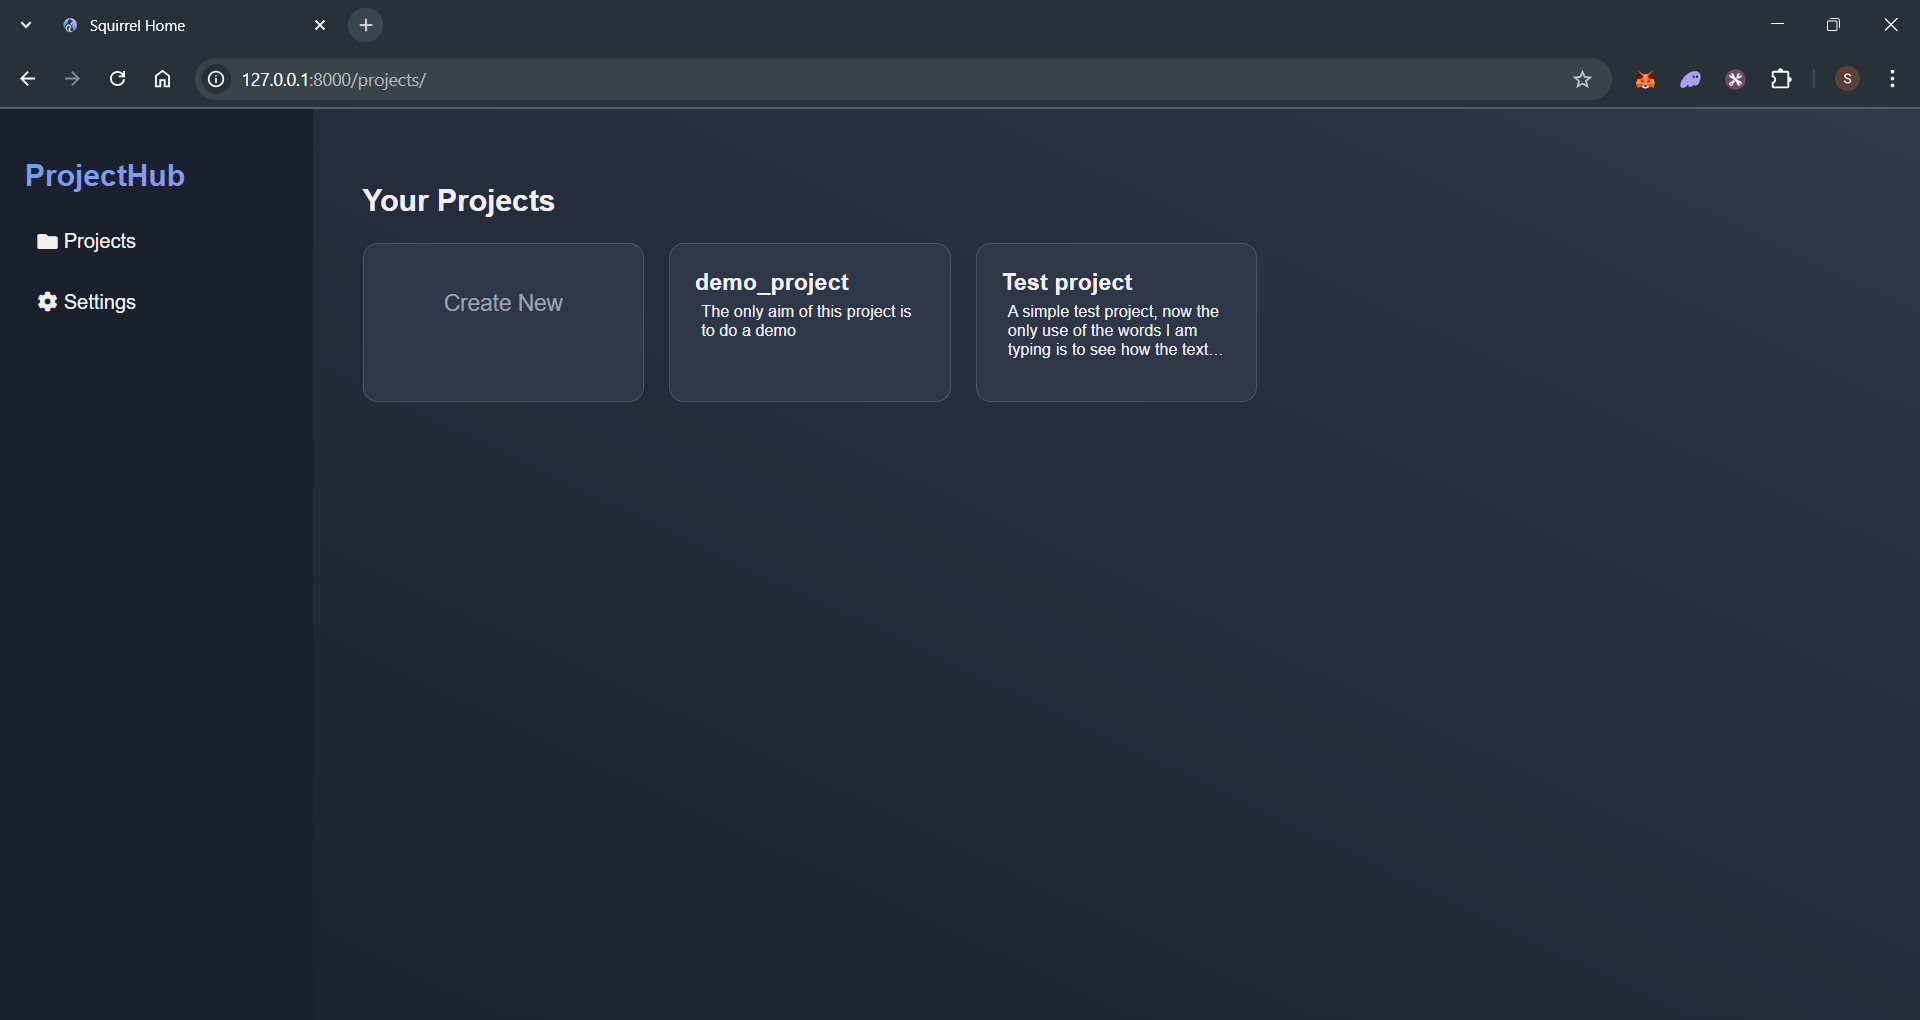 Squirrel Home
127.0.0.1:8000/projects/
S
ProjectHub
Projects
Settings
Your Projects
Create New
demo_project
The only aim of this project is
to do a demo
Test project
A simple test project, now the
only use of the words I am
typing is to see how the text...